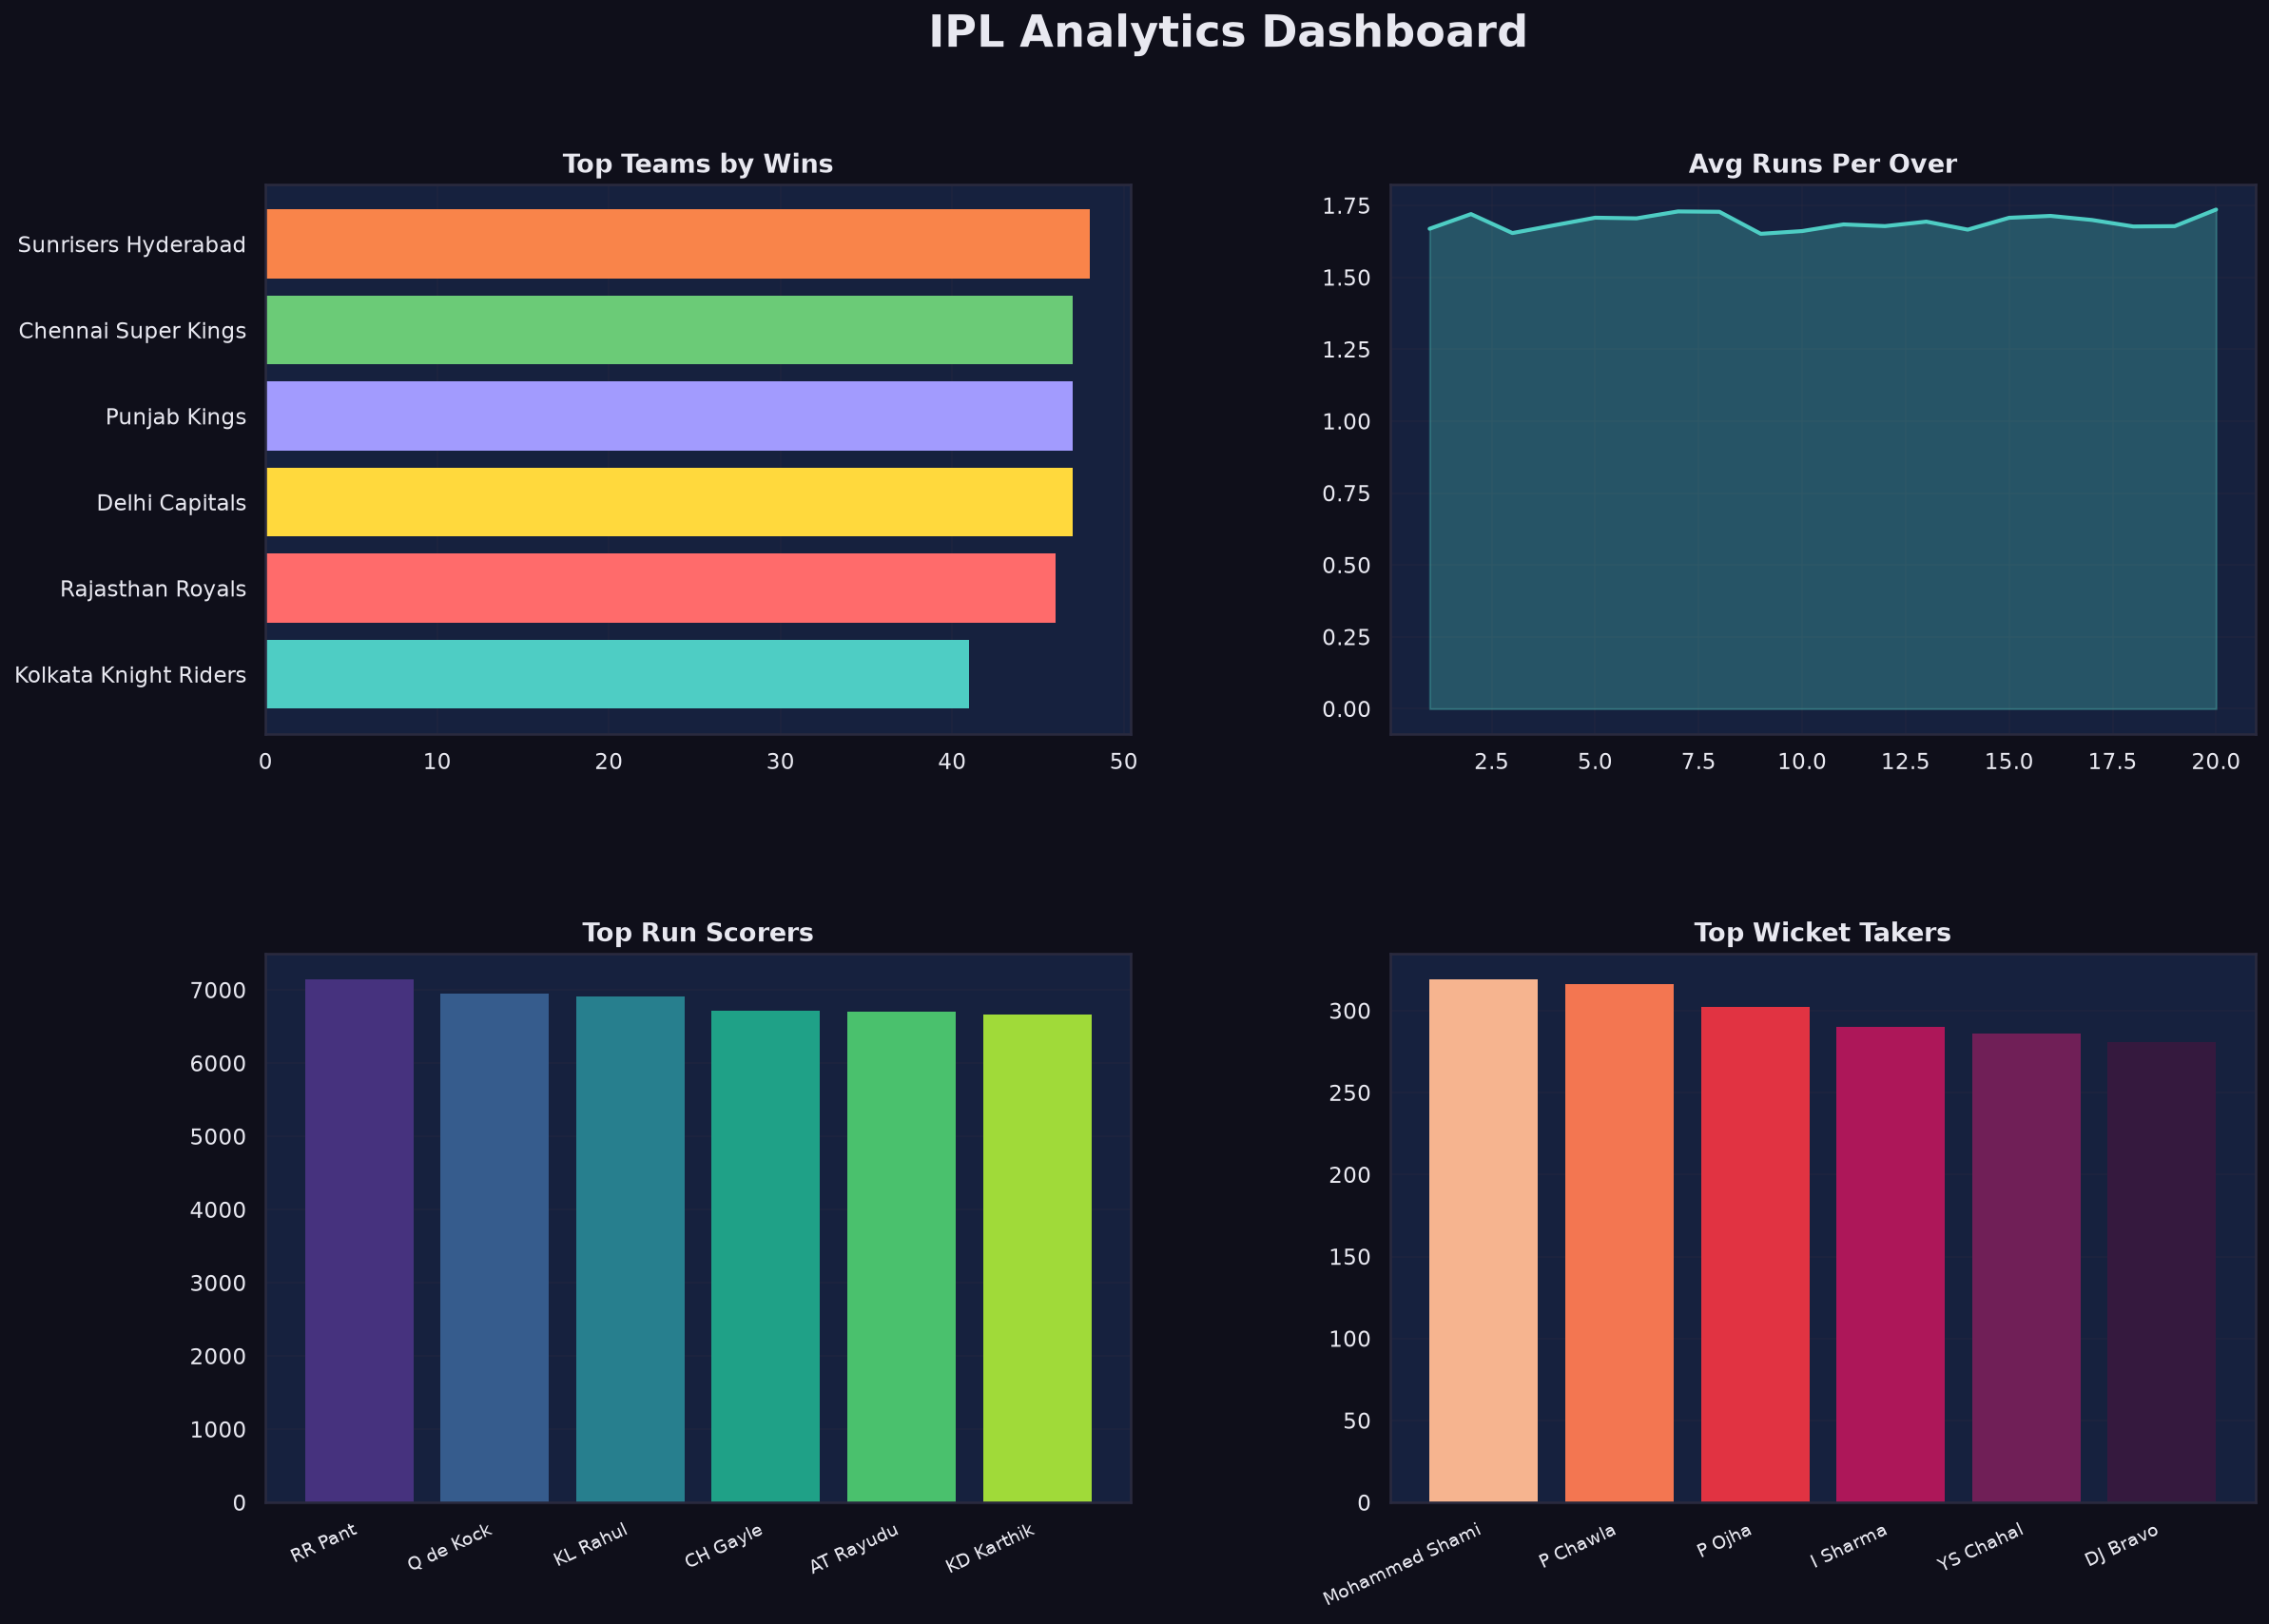 IPL Analytics Dashboard
Top Teams by Wins
Sunrisers Hyderabad
Chennai Super Kings
Punjab Kings
Delhi Capitals
Rajasthan Royals
Kolkata Knight Riders
0 10 20 30 40 50
Avg Runs Per Over
1.75
1.50
1.25
1.00
0.75
0.50
0.25
0.00
2.5 5.0 7.5 10.0 12.5 15.0 17.5 20.0
Top Run Scorers
7000
6000
5000
4000
3000
2000
1000
0
RR Pant Q de Kock KL Rahul CH Gayle AT Rayudu KD Karthik
Top Wicket Takers
300
250
200
150
100
50
0
Mohammed Shami P Chawla P Ojha I Sharma YS Chahal DJ Bravo